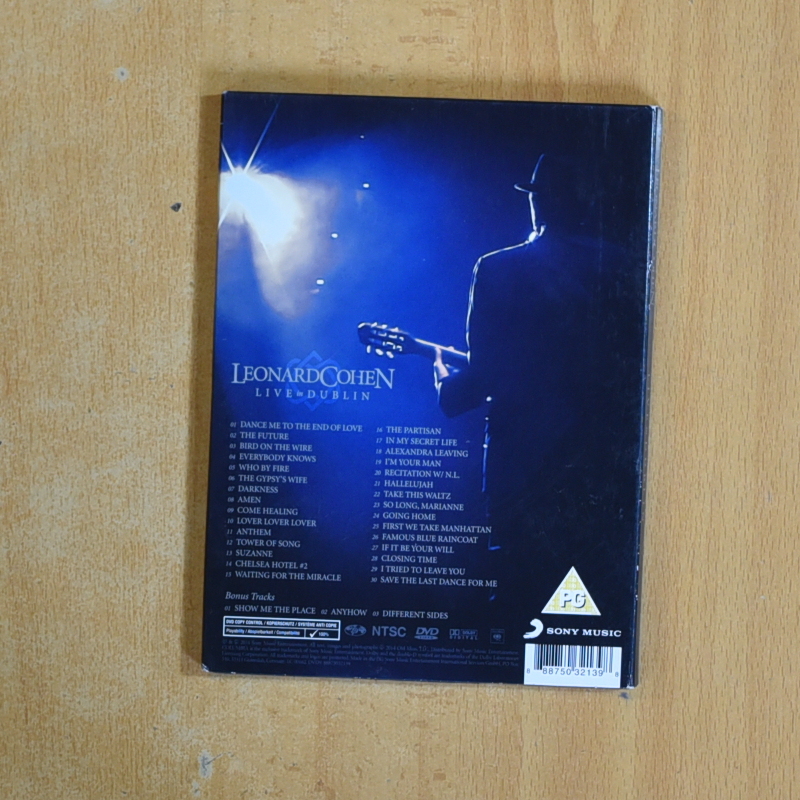 LEONARD COHEN
LIVE IN DUBLIN
01 DANCE ME TO THE END OF LOVE
02 THE FUTURE
03 BIRD ON THE WIRE
04 EVERYBODY KNOWS
05 WHO BY FIRE
06 THE GYPSY'S WIFE
07 DARKNESS
08 AMEN
09 COME HEALING
10 LOVER LOVER LOVER
11 ANTHEM
12 TOWER OF SONG
13 SUZANNE
14 CHELSEA HOTEL #2
15 WAITING FOR THE MIRACLE
16 THE PARTISAN
17 IN MY SECRET LIFE
18 ALEXANDRA LEAVING
19 I'M YOUR MAN
20 RECITATION W/ N.L.
21 HALLELUJAH
22 TAKE THIS WALTZ
23 SO LONG, MARIANNE
24 GOING HOME
25 FIRST WE TAKE MANHATTAN
26 FAMOUS BLUE RAINCOAT
27 IF IT BE YOUR WILL
28 CLOSING TIME
29 I TRIED TO LEAVE YOU
30 SAVE THE LAST DANCE FOR ME
Bonus Tracks
01 SHOW ME THE PLACE 02 ANYHOW 03 DIFFERENT SIDES
DVD COPY CONTROL / KOPIERSCHUTZ / SYSTEME ANTI COPIE
Playability / Abspielbarkeit / Compatibilité 100%
NTSC DVD
PG
SONY MUSIC
8 88750 32139 8